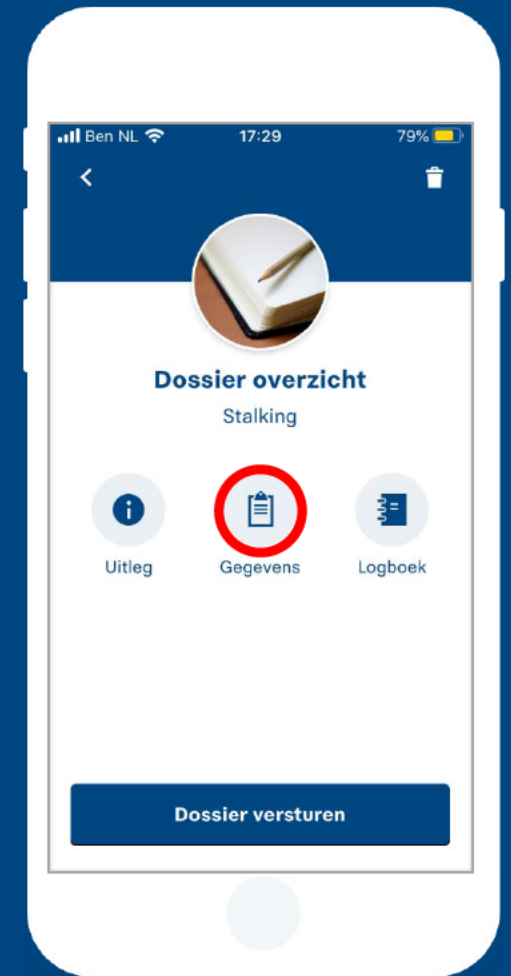 Ben NL 17:29 79%
Dossier overzicht
Stalking
Uitleg Gegevens Logboek
Dossier versturen